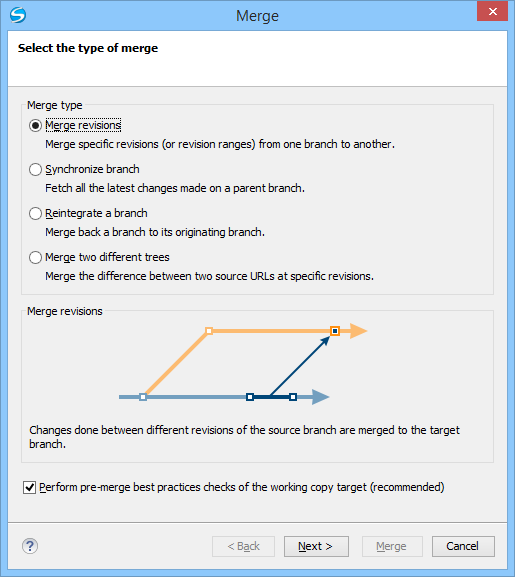 Merge
Select the type of merge
Merge type
Merge revisions
Merge specific revisions (or revision ranges) from one branch to another.
Synchronize branch
Fetch all the latest changes made on a parent branch.
Reintegrate a branch
Merge back a branch to its originating branch.
Merge two different trees
Merge the difference between two source URLs at specific revisions.
Merge revisions
Changes done between different revisions of the source branch are merged to the target
branch.
Perform pre-merge best practices checks of the working copy target (recommended)
?
< Back
Next >
Merge
Cancel